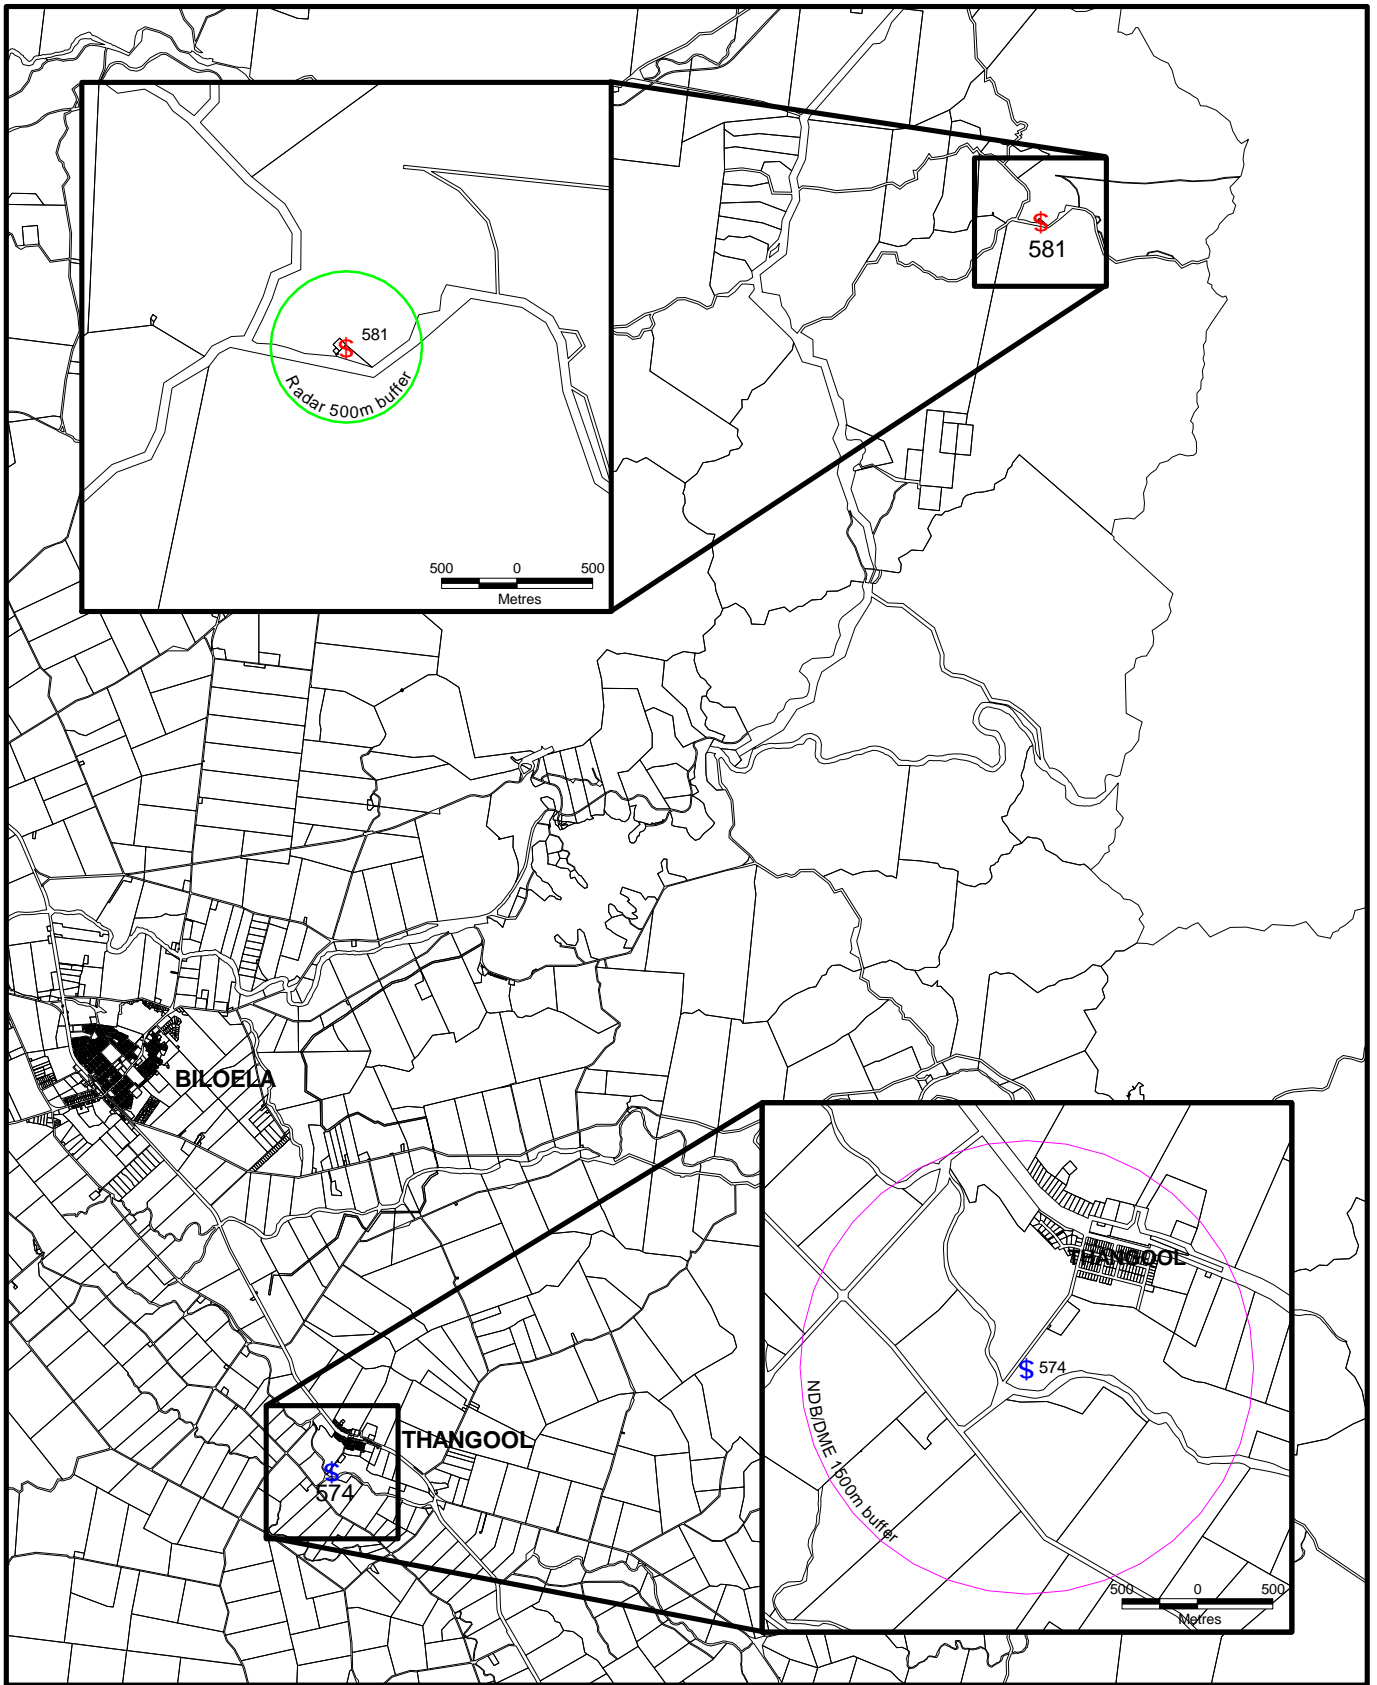 581
Radar 500m buffer
500 0 500
Metres
$
581
$
BILOELA
THANGOOL
$
574
THANGOOL
$ 574
NDB/DME 1500m buffer
500 0 500
Metres